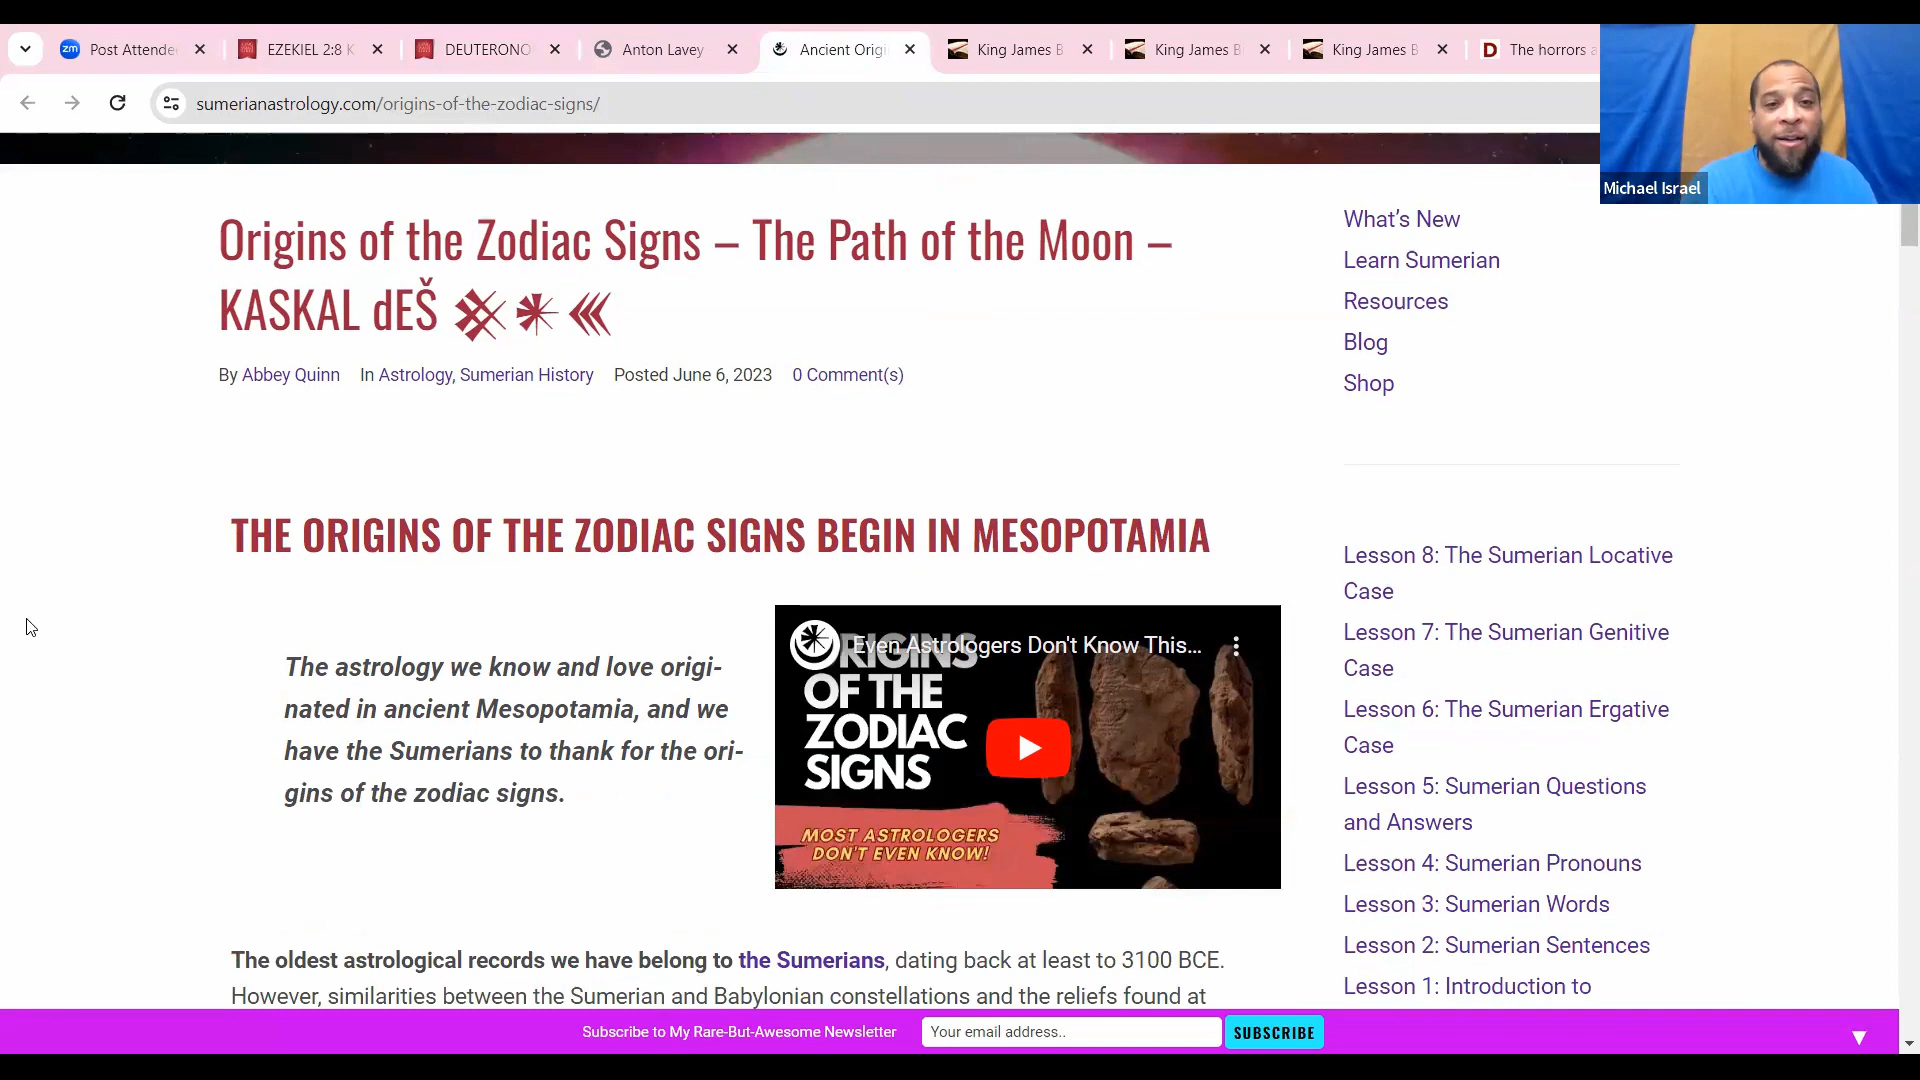 zm Post Attende
EZEKIEL 2:8 K
DEUTERONO
Anton Lavey
Ancient Origi
King James B
King James B
King James B
D The horrors a
sumerianastrology.com/origins-of-the-zodiac-signs/
Michael Israel
Origins of the Zodiac Signs – The Path of the Moon –
KASKAL dEŠ
By Abbey Quinn In Astrology, Sumerian History Posted June 6, 2023 0 Comment(s)
THE ORIGINS OF THE ZODIAC SIGNS BEGIN IN MESOPOTAMIA
The astrology we know and love origi-
nated in ancient Mesopotamia, and we
have the Sumerians to thank for the ori-
gins of the zodiac signs.
Even Astrologers Don't Know This...
ORIGINS
OF THE
ZODIAC
SIGNS
MOST ASTROLOGERS
DON'T EVEN KNOW!
The oldest astrological records we have belong to the Sumerians, dating back at least to 3100 BCE.
However, similarities between the Sumerian and Babylonian constellations and the reliefs found at
What's New
Learn Sumerian
Resources
Blog
Shop
Lesson 8: The Sumerian Locative
Case
Lesson 7: The Sumerian Genitive
Case
Lesson 6: The Sumerian Ergative
Case
Lesson 5: Sumerian Questions
and Answers
Lesson 4: Sumerian Pronouns
Lesson 3: Sumerian Words
Lesson 2: Sumerian Sentences
Lesson 1: Introduction to
Subscribe to My Rare-But-Awesome Newsletter
Your email address..
SUBSCRIBE